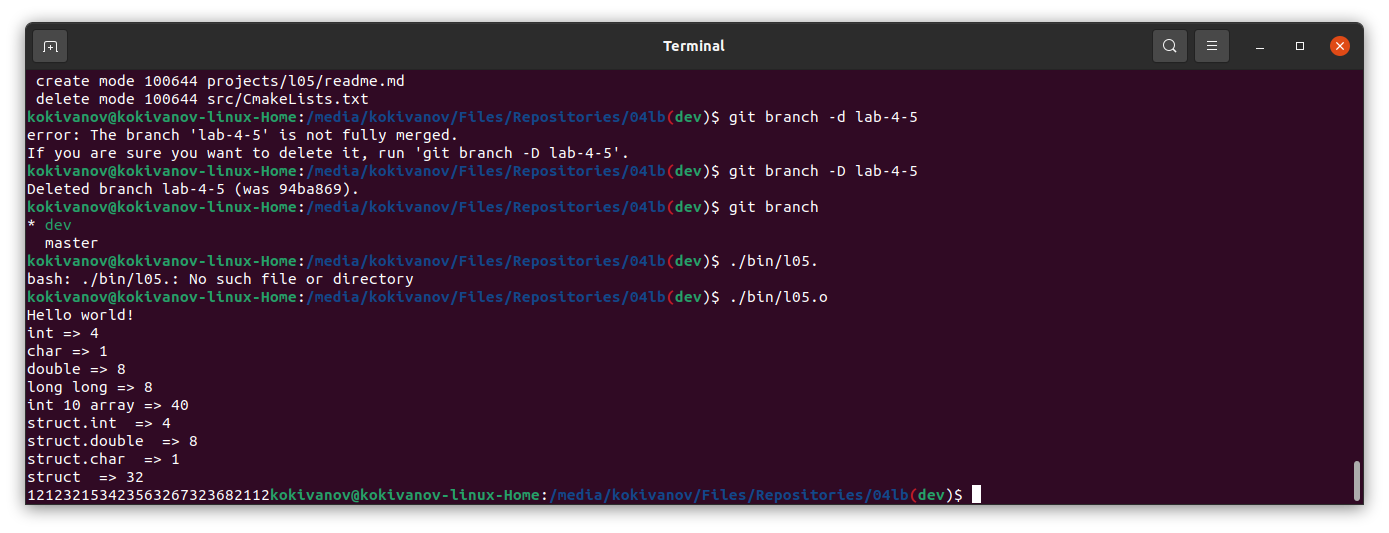 Terminal
create mode 100644 projects/l05/readme.md
delete mode 100644 src/CmakeLists.txt
kokivanov@kokivanov-linux-Home:/media/kokivanov/Files/Repositories/04lb(dev)$ git branch -d lab-4-5
error: The branch 'lab-4-5' is not fully merged.
If you are sure you want to delete it, run 'git branch -D lab-4-5'.
kokivanov@kokivanov-linux-Home:/media/kokivanov/Files/Repositories/04lb(dev)$ git branch -D lab-4-5
Deleted branch lab-4-5 (was 94ba869).
kokivanov@kokivanov-linux-Home:/media/kokivanov/Files/Repositories/04lb(dev)$ git branch
* dev
master
kokivanov@kokivanov-linux-Home:/media/kokivanov/Files/Repositories/04lb(dev)$ ./bin/l05.
bash: ./bin/l05.: No such file or directory
kokivanov@kokivanov-linux-Home:/media/kokivanov/Files/Repositories/04lb(dev)$ ./bin/l05.o
Hello world!
int => 4
char => 1
double => 8
long long => 8
int 10 array => 40
struct.int  => 4
struct.double  => 8
struct.char  => 1
struct  => 32
121232153423563267323682112kokivanov@kokivanov-linux-Home:/media/kokivanov/Files/Repositories/04lb(dev)$